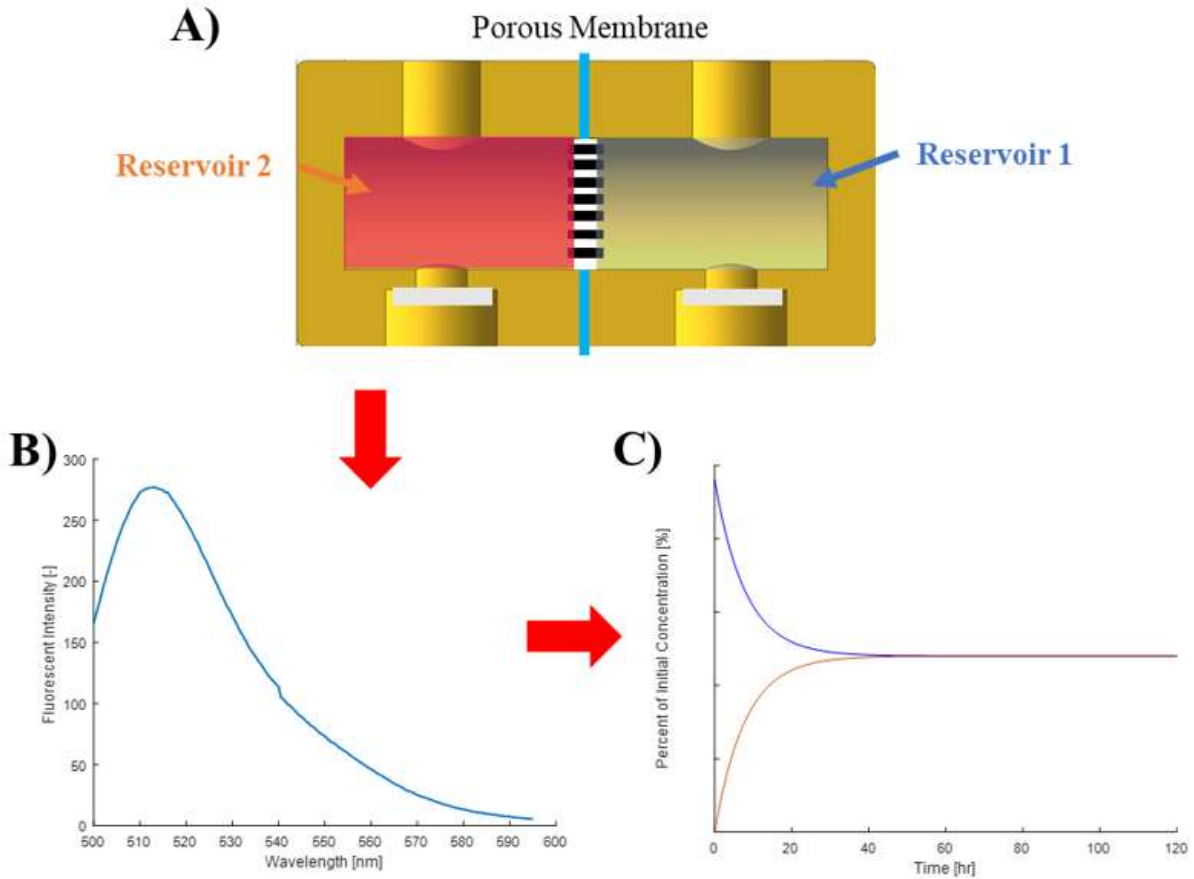 A)
Porous Membrane
Reservoir 2
Reservoir 1
B)
300
250
200
150
100
50
0
Fluorescent Intensity [-]
500 510 520 530 540 550 560 570 580 590 600
Wavelength [nm]
C)
Percent of Initial Concentration [%]
0 20 40 60 80 100 120
Time [hr]